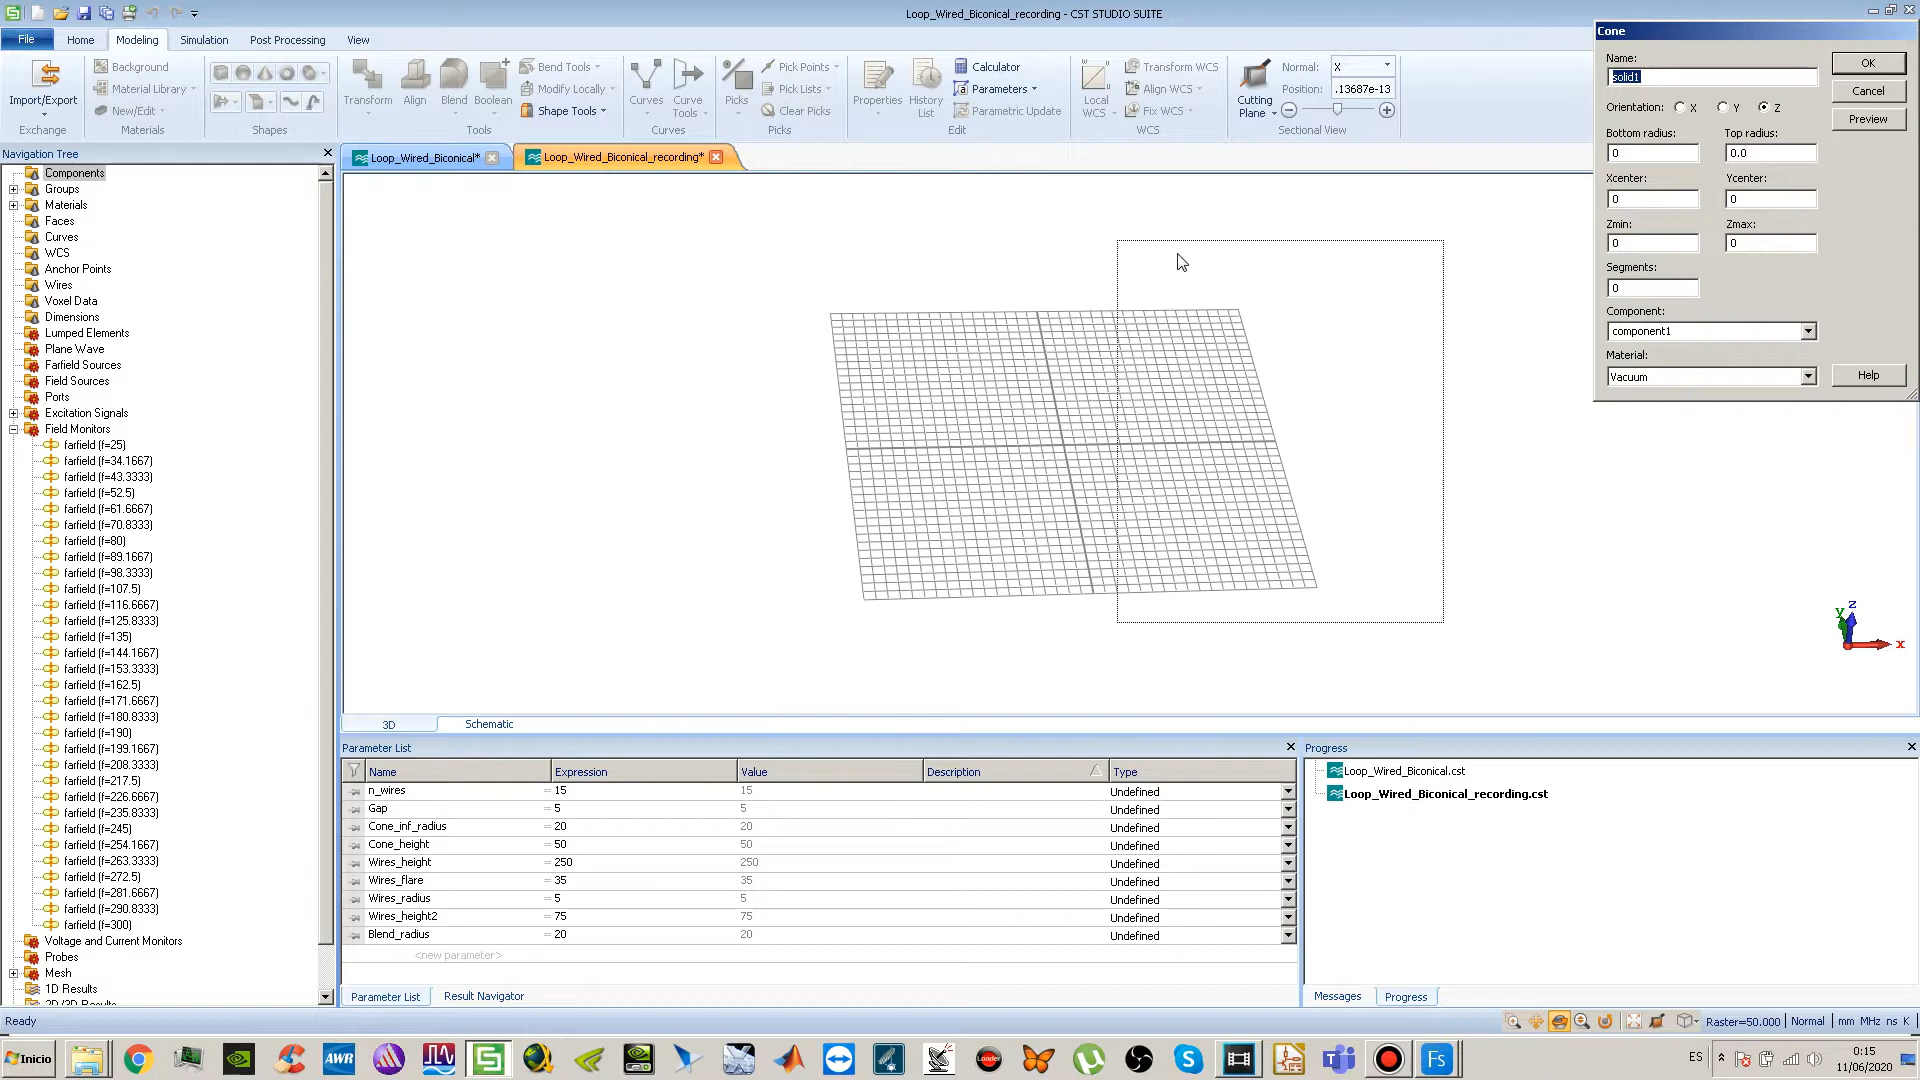 Loop_Wired_Biconical_recording - CST STUDIO SUITE
File
Home
Modeling
Simulation
Post Processing
View
Import/Export
Exchange
Background
Material Library
New/Edit
Materials
Shapes
Transform
Align
Blend
Boolean
Bend Tools
Modify Locally
Shape Tools
Tools
Curves
Curve Tools
Curves
Picks
Pick Points
Pick Lists
Clear Picks
Picks
Properties
History List
Calculator
Parameters
Parametric Update
Edit
Local WCS
Transform WCS
Align WCS
Fix WCS
WCS
Cutting Plane
Normal: X
Position: .13687e-13
Sectional View
Cone
Name:
solid1
OK
Cancel
Preview
Orientation: X Y Z
Bottom radius: Top radius:
0 0.0
Xcenter: Ycenter:
0 0
Zmin: Zmax:
0 0
Segments:
0
Component:
component1
Material:
Vacuum
Help
Navigation Tree
Components
Groups
Materials
Faces
Curves
WCS
Anchor Points
Wires
Voxel Data
Dimensions
Lumped Elements
Plane Wave
Farfield Sources
Field Sources
Ports
Excitation Signals
Field Monitors
farfield (f=25)
farfield (f=34.1667)
farfield (f=43.3333)
farfield (f=52.5)
farfield (f=61.6667)
farfield (f=70.8333)
farfield (f=80)
farfield (f=89.1667)
farfield (f=98.3333)
farfield (f=107.5)
farfield (f=116.6667)
farfield (f=125.8333)
farfield (f=135)
farfield (f=144.1667)
farfield (f=153.3333)
farfield (f=162.5)
farfield (f=171.6667)
farfield (f=180.8333)
farfield (f=190)
farfield (f=199.1667)
farfield (f=208.3333)
farfield (f=217.5)
farfield (f=226.6667)
farfield (f=235.8333)
farfield (f=245)
farfield (f=254.1667)
farfield (f=263.3333)
farfield (f=272.5)
farfield (f=281.6667)
farfield (f=290.8333)
farfield (f=300)
Voltage and Current Monitors
Probes
Mesh
1D Results
2D/3D Results
Loop_Wired_Biconical*
Loop_Wired_Biconical_recording*
y z
x
3D
Schematic
Parameter List
Name Expression Value Description Type
n_wires = 15 15 Undefined
Gap = 5 5 Undefined
Cone_inf_radius = 20 20 Undefined
Cone_height = 50 50 Undefined
Wires_height = 250 250 Undefined
Wires_flare = 35 35 Undefined
Wires_radius = 5 5 Undefined
Wires_height2 = 75 75 Undefined
Blend_radius = 20 20 Undefined
<new parameter>
Parameter List
Result Navigator
Progress
Loop_Wired_Biconical.cst
Loop_Wired_Biconical_recording.cst
Messages
Progress
Ready
Raster=50.000 Normal mm MHz ns K
Inicio
AWR
Loader
Fs
ES
0:15
11/06/2020